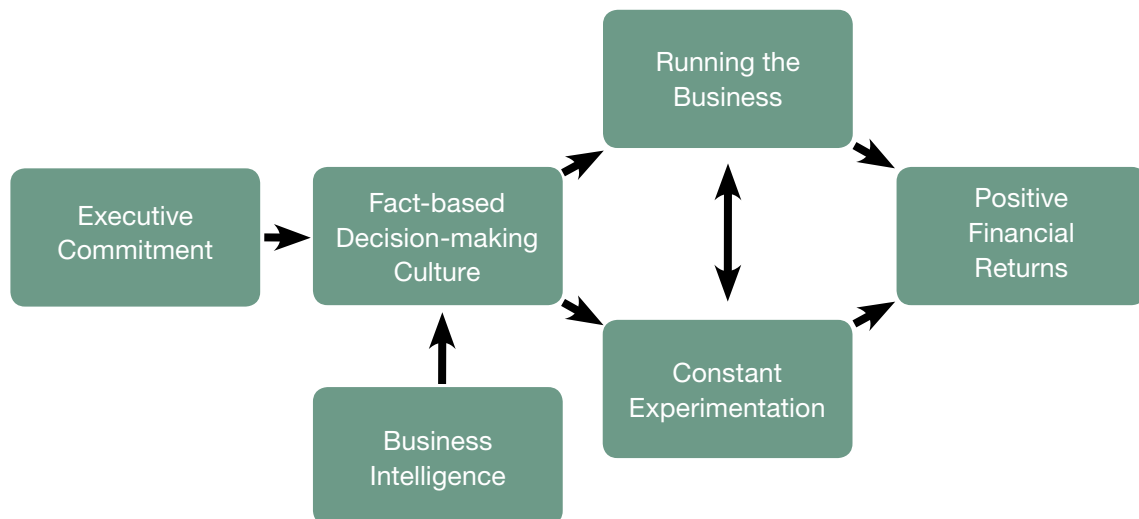 Running the
Business
Executive
Commitment
Fact-based
Decision-making
Culture
Positive
Financial
Returns
Constant
Experimentation
Business
Intelligence